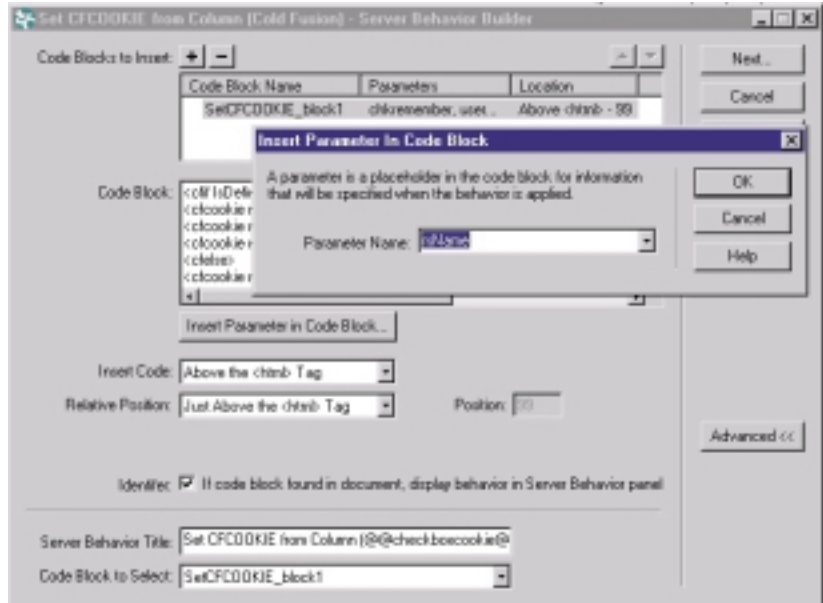 Set CFCOOKIE from Column (Cold Fusion) - Server Behavior Builder
Code Blocks to Insert:
Next...
Code Block Name Parameters Location
Cancel
SetCFCOOKIE_block1 chkremember, user... Above <html> - 99
Insert Parameter In Code Block
A parameter is a placeholder in the code block for information
that will be specified when the behavior is applied.
OK
Cancel
Help
Parameter Name: rsName
Code Block:
<cfif IsDefi
<cfcookie n
<cfcookie n
<cfcookie n
<cfelse>
<cfcookie n
Insert Parameter in Code Block...
Insert Code: Above the <html> Tag
Relative Position: Just Above the <html> Tag
Position: 99
Advanced <<
Identifier: If code block found in document, display behavior in Server Behavior panel
Server Behavior Title: Set CFCOOKIE from Column (@@checkboxcookie@
Code Block to Select: SetCFCOOKIE_block1